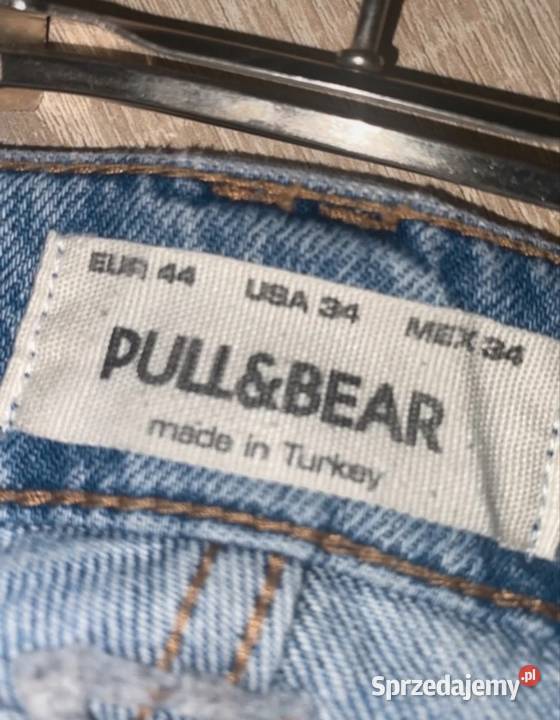 EUR 44 USA 34 MEX 34
PULL&BEAR
made in Turkey
Sprzedajemy.pl